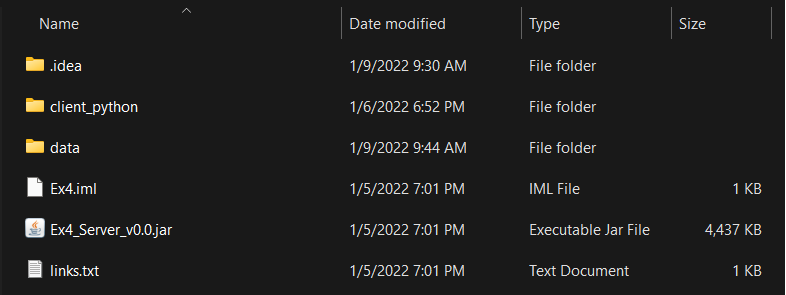 Name Date modified Type Size
.idea 1/9/2022 9:30 AM File folder
client_python 1/6/2022 6:52 PM File folder
data 1/9/2022 9:44 AM File folder
Ex4.iml 1/5/2022 7:01 PM IML File 1 KB
Ex4_Server_v0.0.jar 1/5/2022 7:01 PM Executable Jar File 4,437 KB
links.txt 1/5/2022 7:01 PM Text Document 1 KB